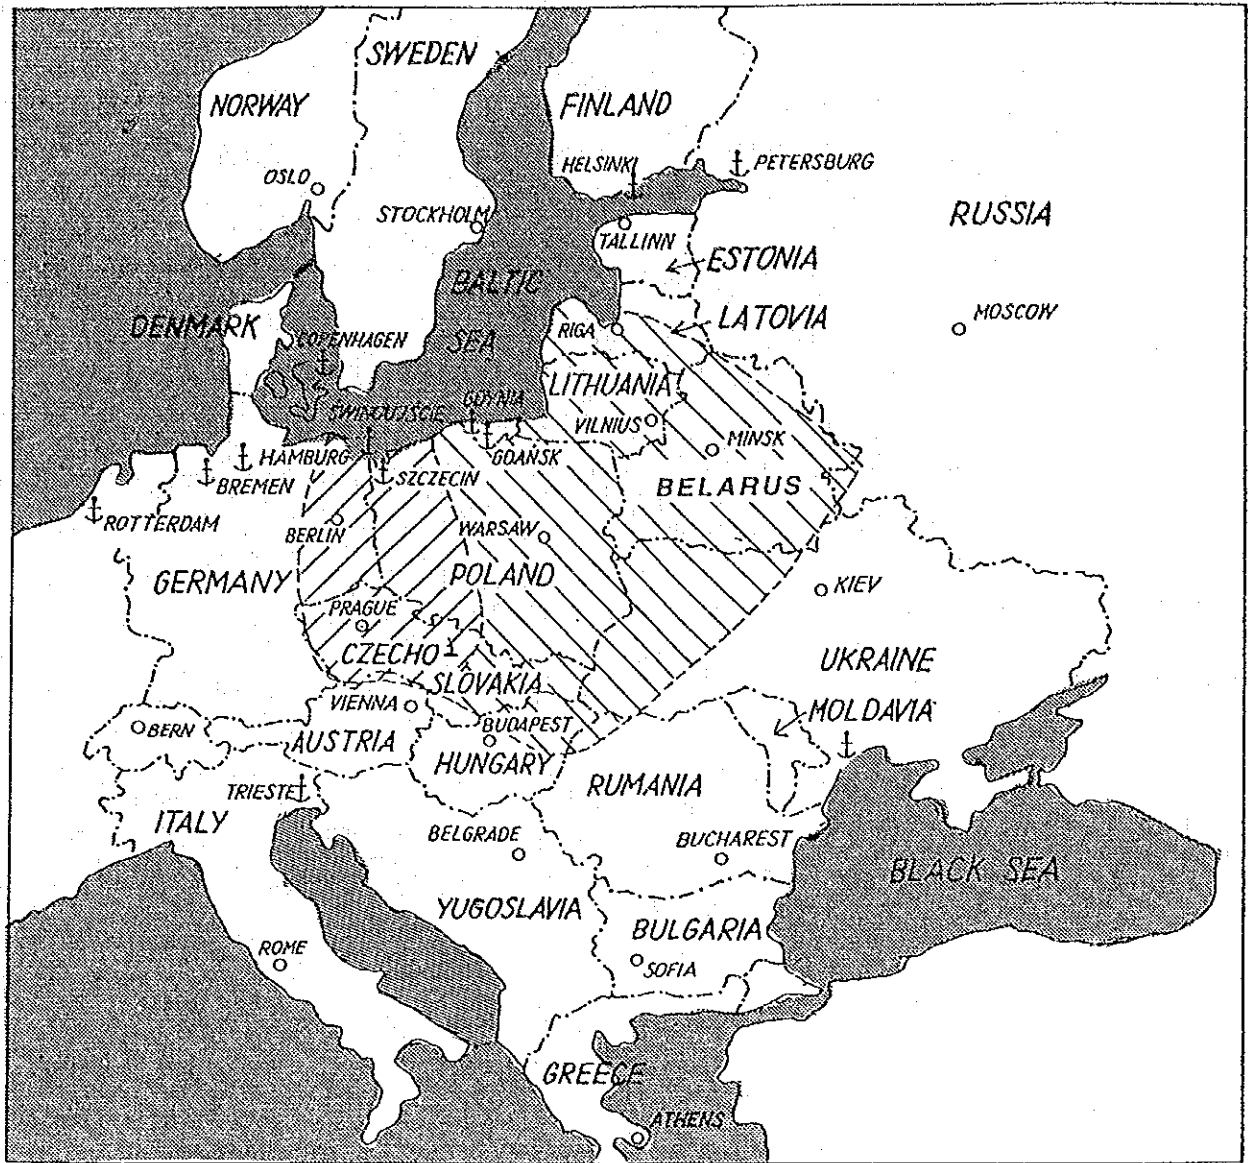 SWEDEN
NORWAY
FINLAND
HELSINKI
PETERSBURG
OSLO
STOCKHOLM
RUSSIA
TALLINN
ESTONIA
BALTIC
SEA
DENMARK
COPENHAGEN
RIGA
LATOVIA
MOSCOW
LITHUANIA
VILNIUS
MINSK
ŚWINOUJŚCIE
GDYNIA
GDAŃSK
HAMBURG
BREMEN
SZCZECIN
BELARUS
ROTTERDAM
BERLIN
WARSAW
GERMANY
POLAND
KIEV
PRAGUE
CZECHO
SLOVAKIA
UKRAINE
VIENNA
MOLDAVIA
BERN
AUSTRIA
BUDAPEST
HUNGARY
RUMANIA
TRIESTE
ITALY
BELGRADE
BUCHAREST
BLACK SEA
YUGOSLAVIA
BULGARIA
ROME
SOFIA
GREECE
ATHENS